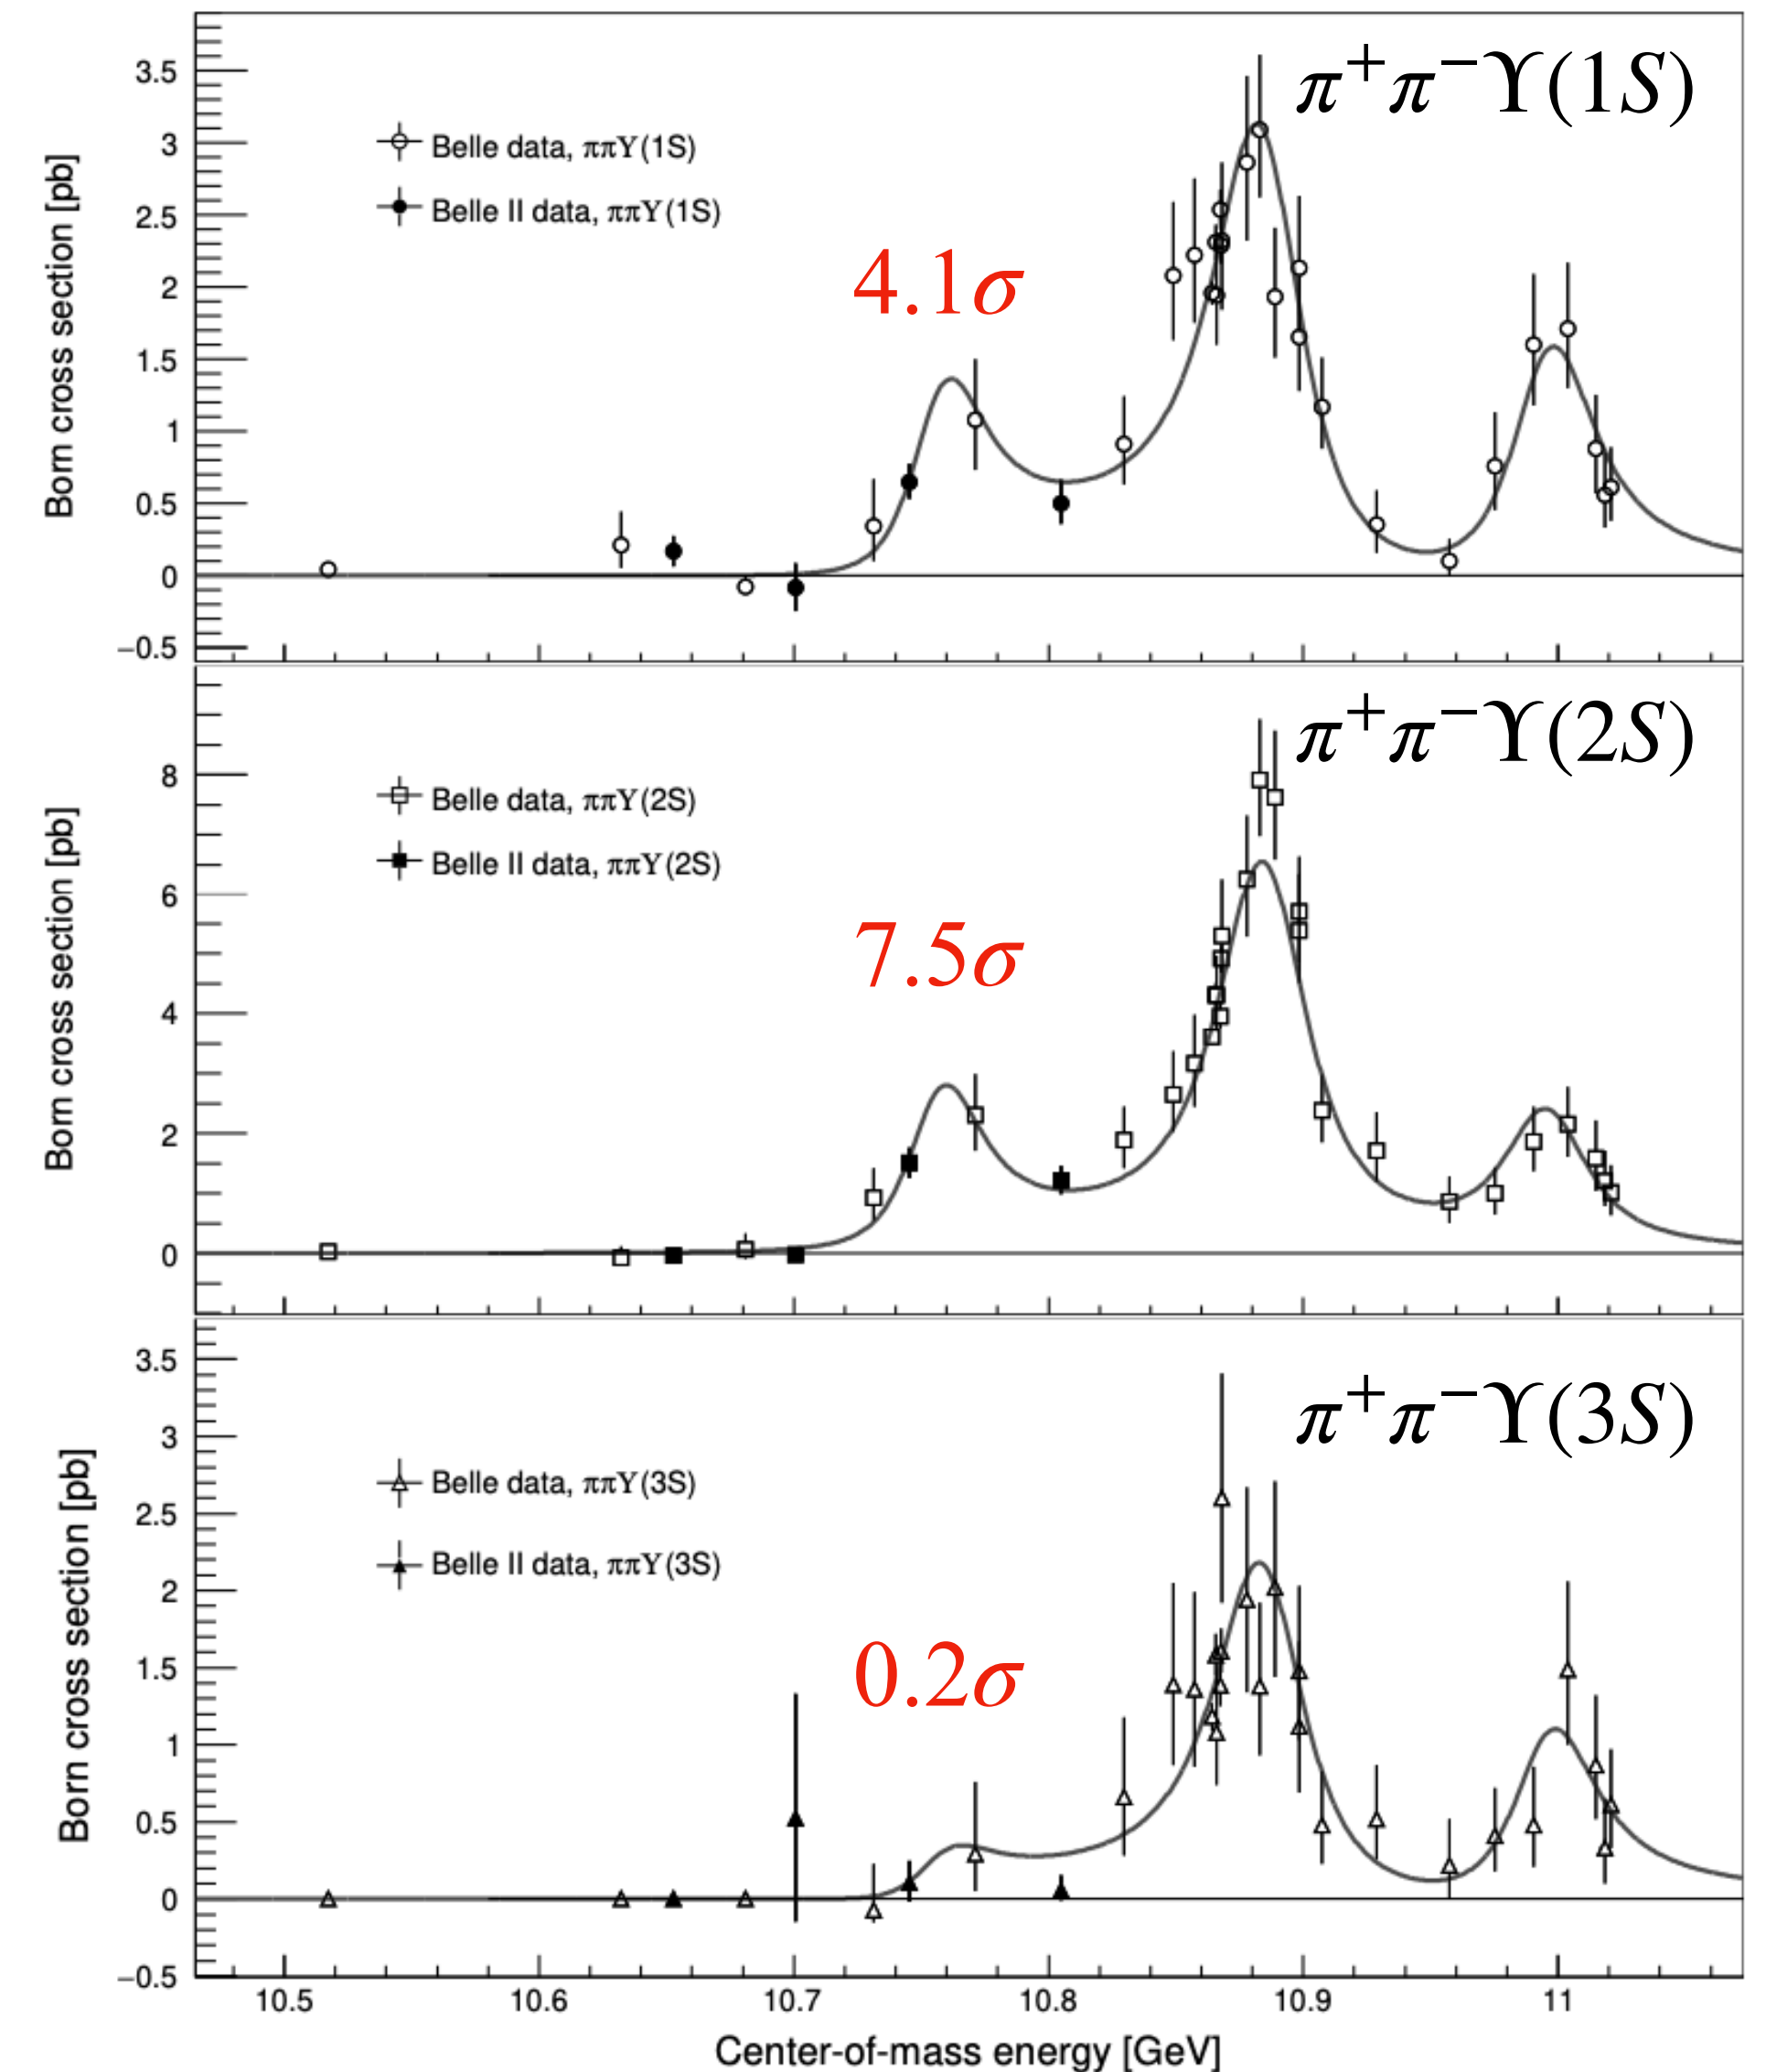 π⁺π⁻ϒ(1S)
Born cross section [pb]
3.5
3
2.5
2
1.5
1
0.5
0
−0.5
Belle data, ππϒ(1S)
Belle II data, ππϒ(1S)
4.1σ
π⁺π⁻ϒ(2S)
Born cross section [pb]
8
6
4
2
0
Belle data, ππϒ(2S)
Belle II data, ππϒ(2S)
7.5σ
π⁺π⁻ϒ(3S)
Born cross section [pb]
3.5
3
2.5
2
1.5
1
0.5
0
−0.5
Belle data, ππϒ(3S)
Belle II data, ππϒ(3S)
0.2σ
10.5 10.6 10.7 10.8 10.9 11
Center-of-mass energy [GeV]